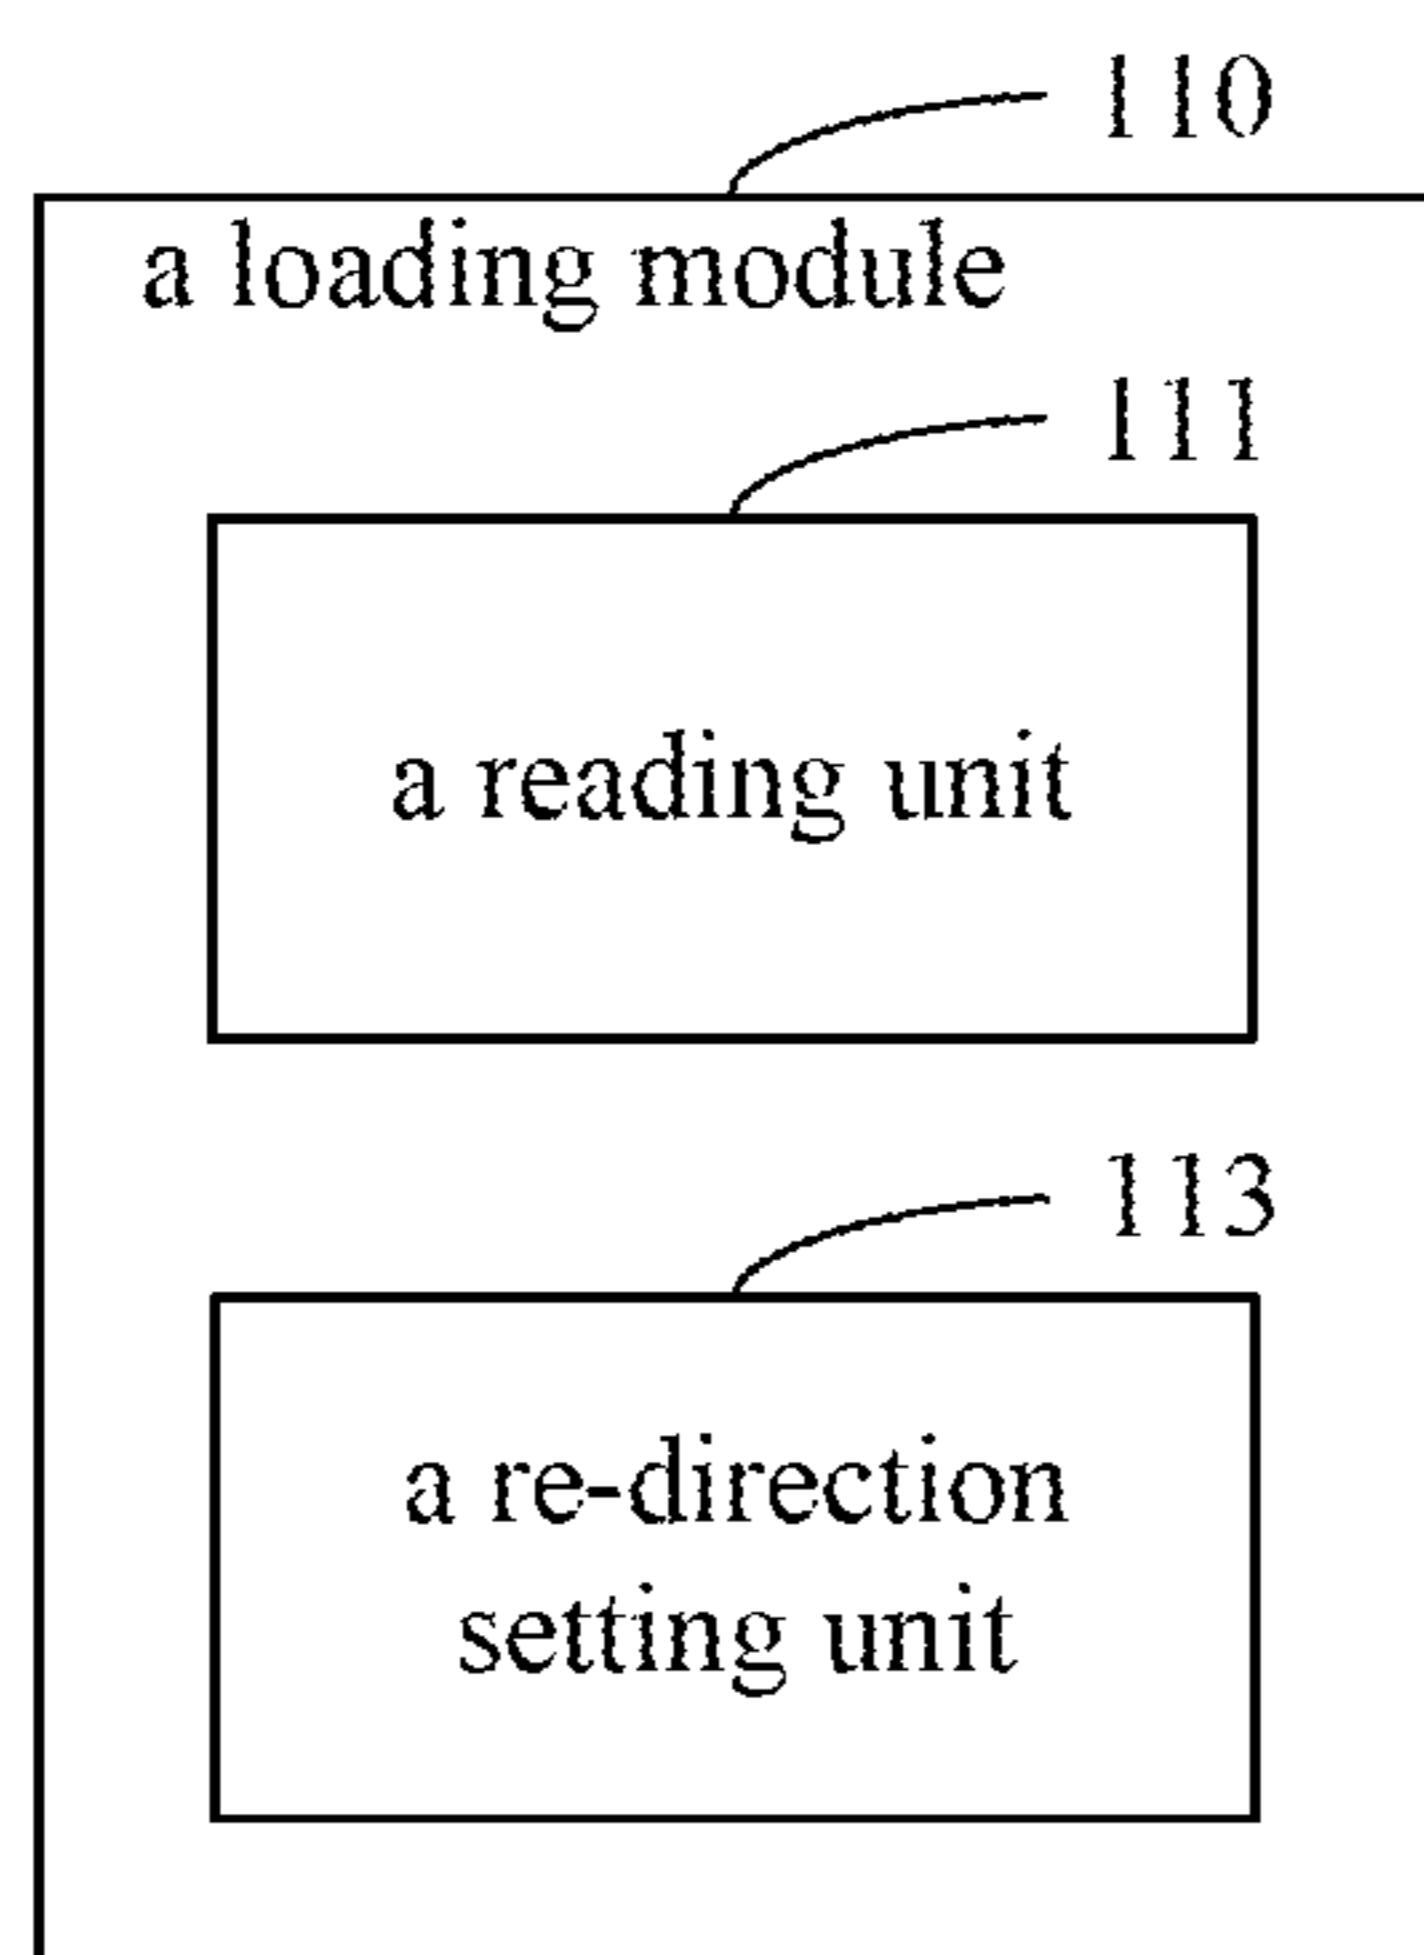 110
a loading module
111
a reading unit
113
a re-direction
setting unit